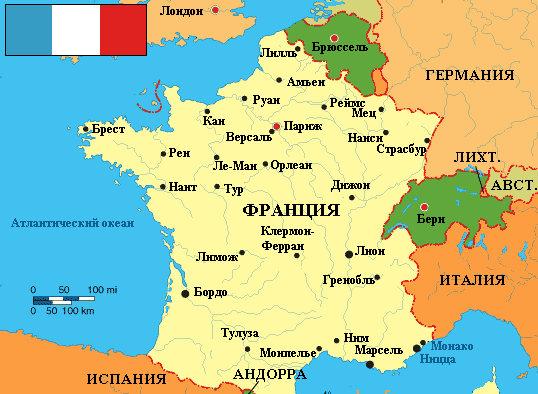 Лондон
Брюссель
Лилль
ГЕРМАНИЯ
Амьен
Руан
Реймс
Мец
Кан
Париж
Брест
Версаль
Нанси
Страсбур
Рен
Ле-Ман
Орлеан
ЛИХТ.
Нант
Тур
Дижон
АВСТ.
ФРАНЦИЯ
Берн
Атлантический океан
Клермон-
Ферран
Лимож
Лион
Гренобль
ИТАЛИЯ
0 50 100 mi
0 50 100 km
Бордо
Тулуза
Ним
Монако
Монпелье
Марсель
Ницца
ИСПАНИЯ
АНДОРРА